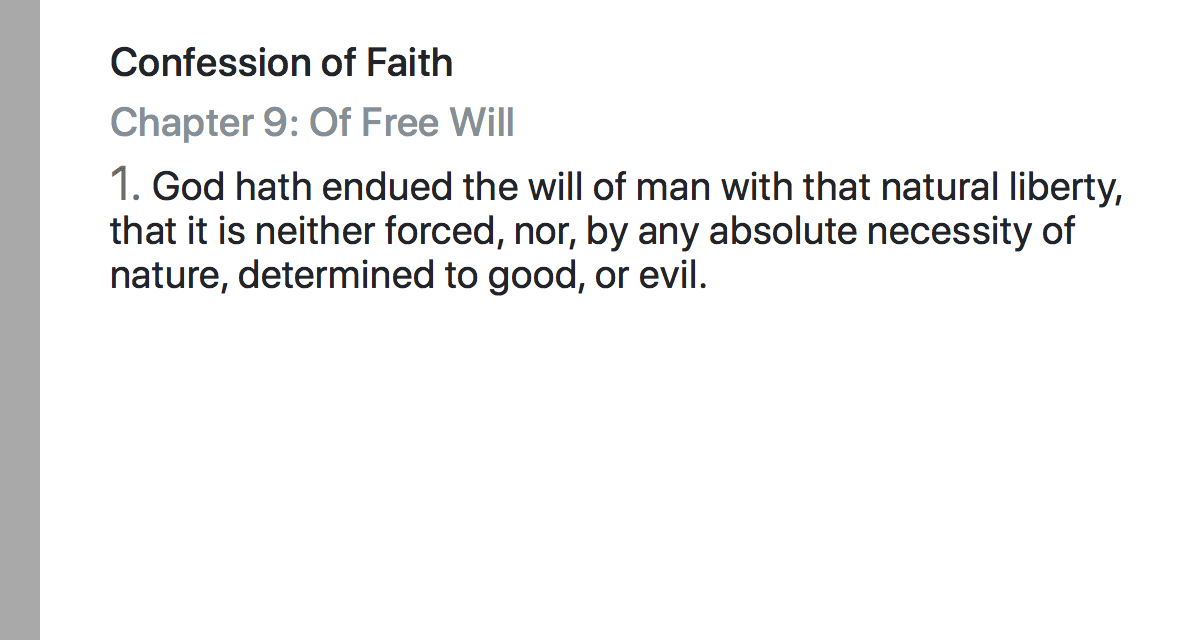 Confession of Faith
Chapter 9: Of Free Will
1. God hath endued the will of man with that natural liberty,
that it is neither forced, nor, by any absolute necessity of
nature, determined to good, or evil.